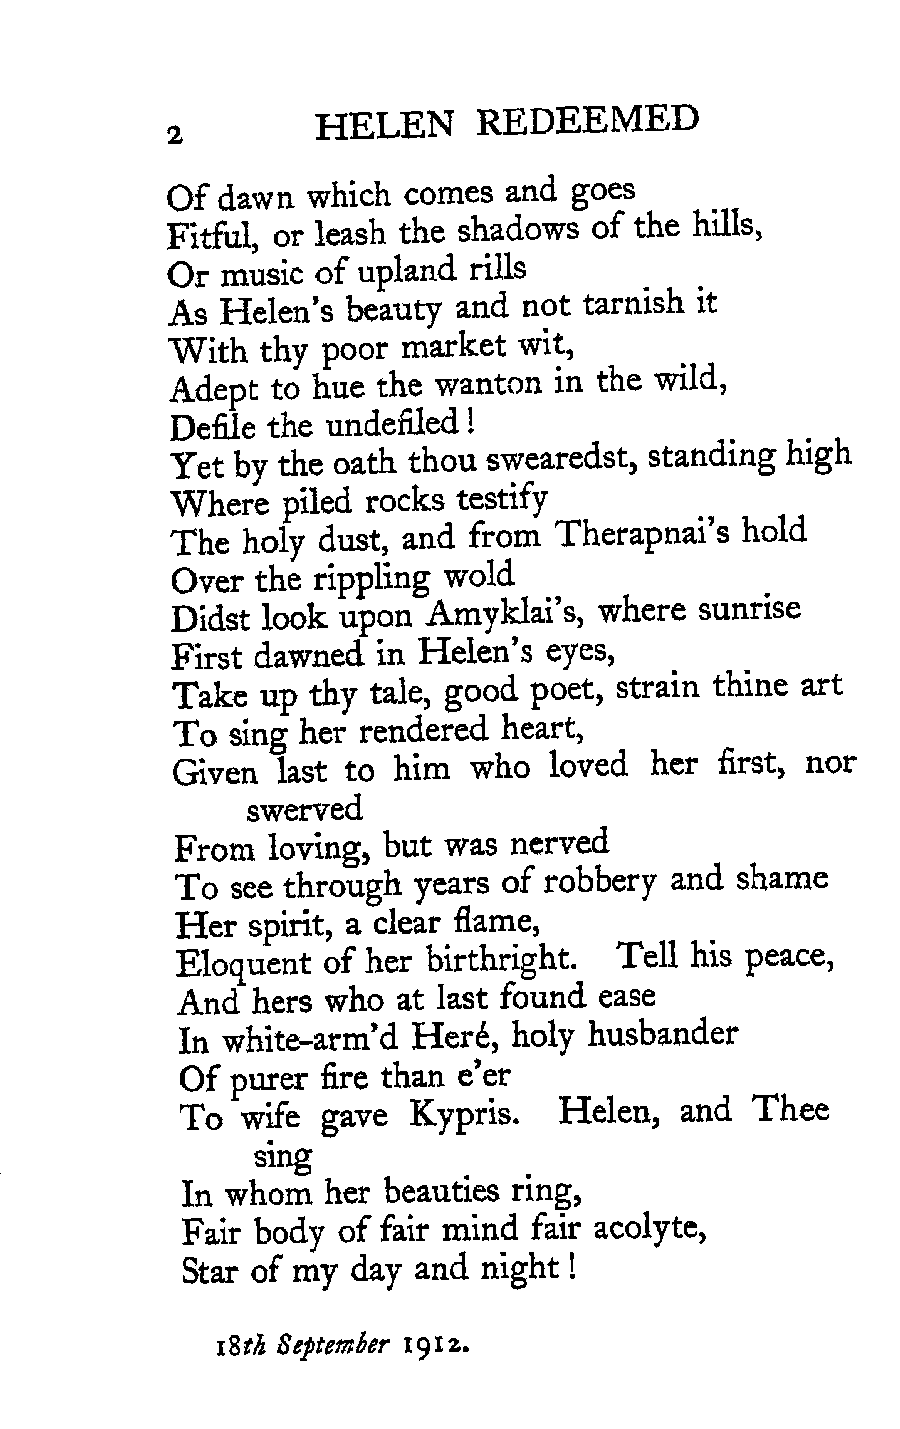 2 HELEN REDEEMED
Of dawn which comes and goes
Fitful, or leash the shadows of the hills,
Or music of upland rills
As Helen's beauty and not tarnish it
With thy poor market wit,
Adept to hue the wanton in the wild,
Defile the undefiled!
Yet by the oath thou swearedst, standing high
Where piled rocks testify
The holy dust, and from Therapnai's hold
Over the rippling wold
Didst look upon Amyklai's, where sunrise
First dawned in Helen's eyes,
Take up thy tale, good poet, strain thine art
To sing her rendered heart,
Given last to him who loved her first, nor
swerved
From loving, but was nerved
To see through years of robbery and shame
Her spirit, a clear flame,
Eloquent of her birthright. Tell his peace,
And hers who at last found ease
In white-arm'd Heré, holy husbander
Of purer fire than e'er
To wife gave Kypris. Helen, and Thee
sing
In whom her beauties ring,
Fair body of fair mind fair acolyte,
Star of my day and night!
18th September 1912.